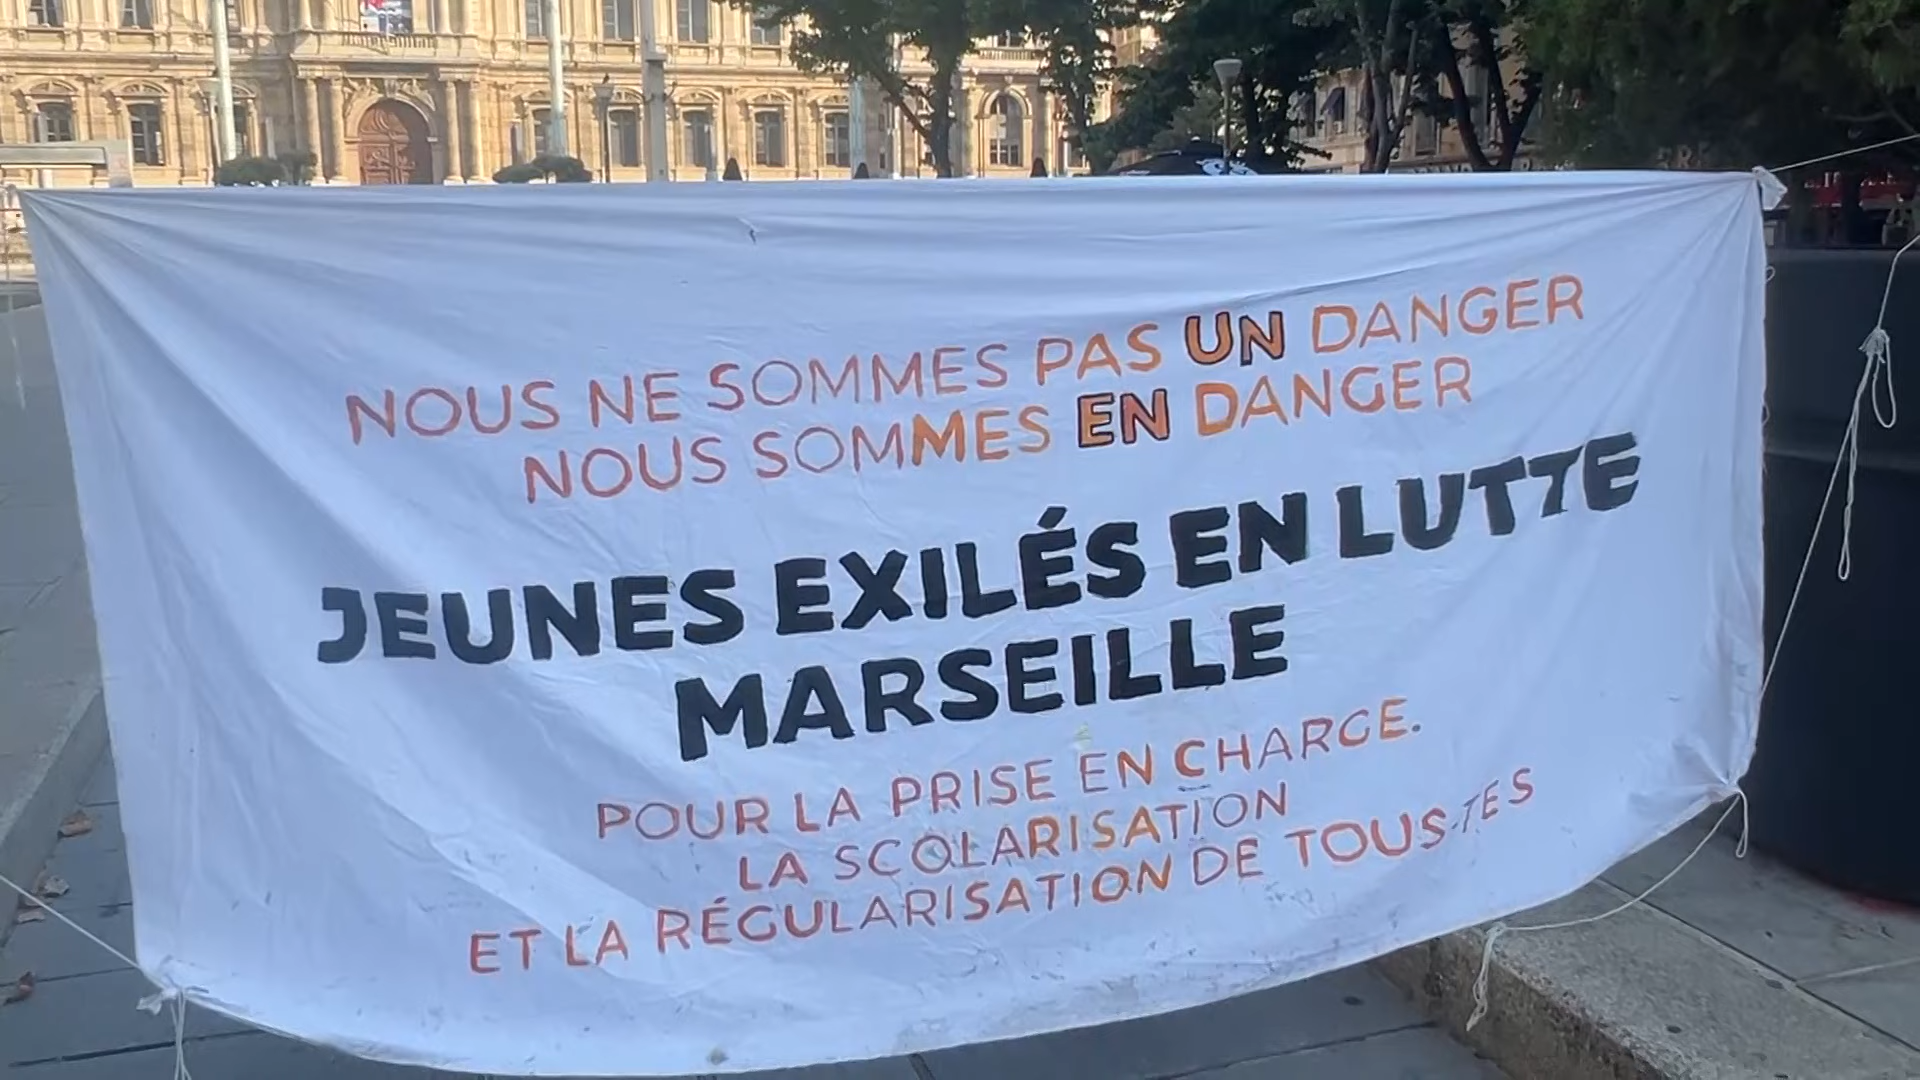 NOUS NE SOMMES PAS UN DANGER
NOUS SOMMES EN DANGER
JEUNES EXILÉS EN LUTTE
MARSEILLE
POUR LA PRISE EN CHARGE.
LA SCOLARISATION
ET LA RÉGULARISATION DE TOUS·TES